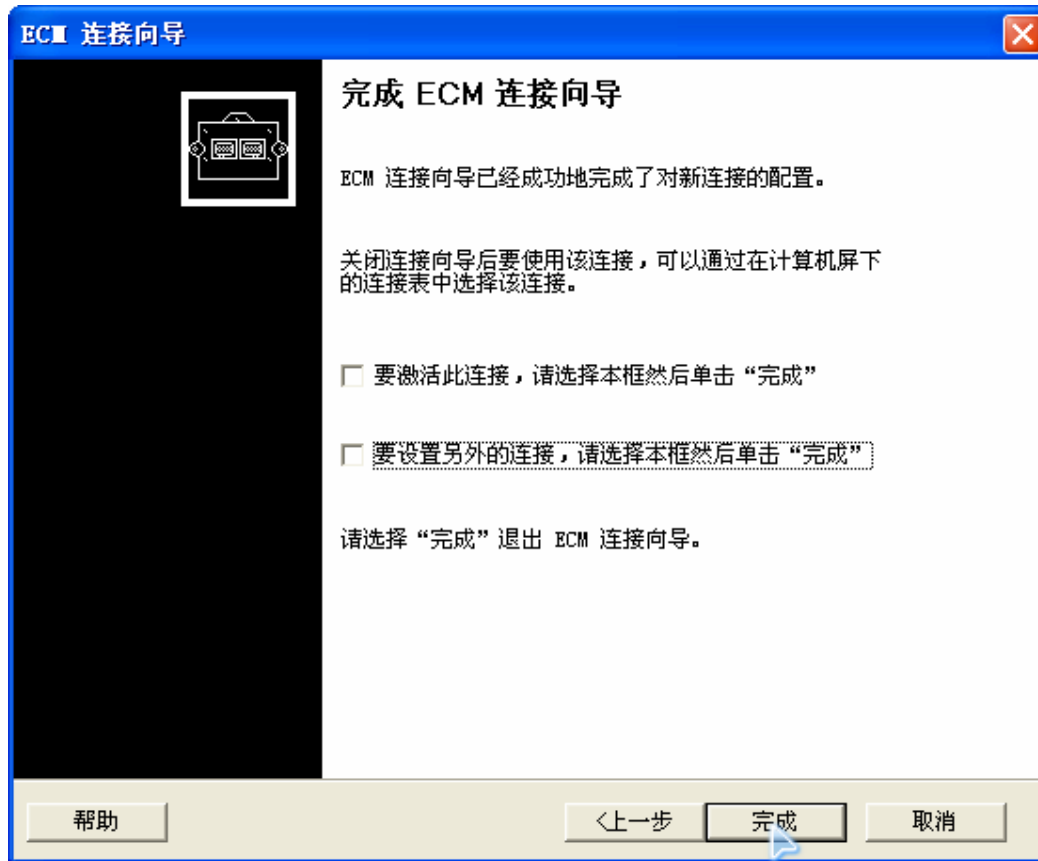 ECM 连接向导
完成 ECM 连接向导
ECM 连接向导已经成功地完成了对新连接的配置。
关闭连接向导后要使用该连接，可以通过在计算机屏下
的连接表中选择该连接。
要激活此连接，请选择本框然后单击“完成”
要设置另外的连接，请选择本框然后单击“完成”
请选择“完成”退出 ECM 连接向导。
帮助
<上一步
完成
取消